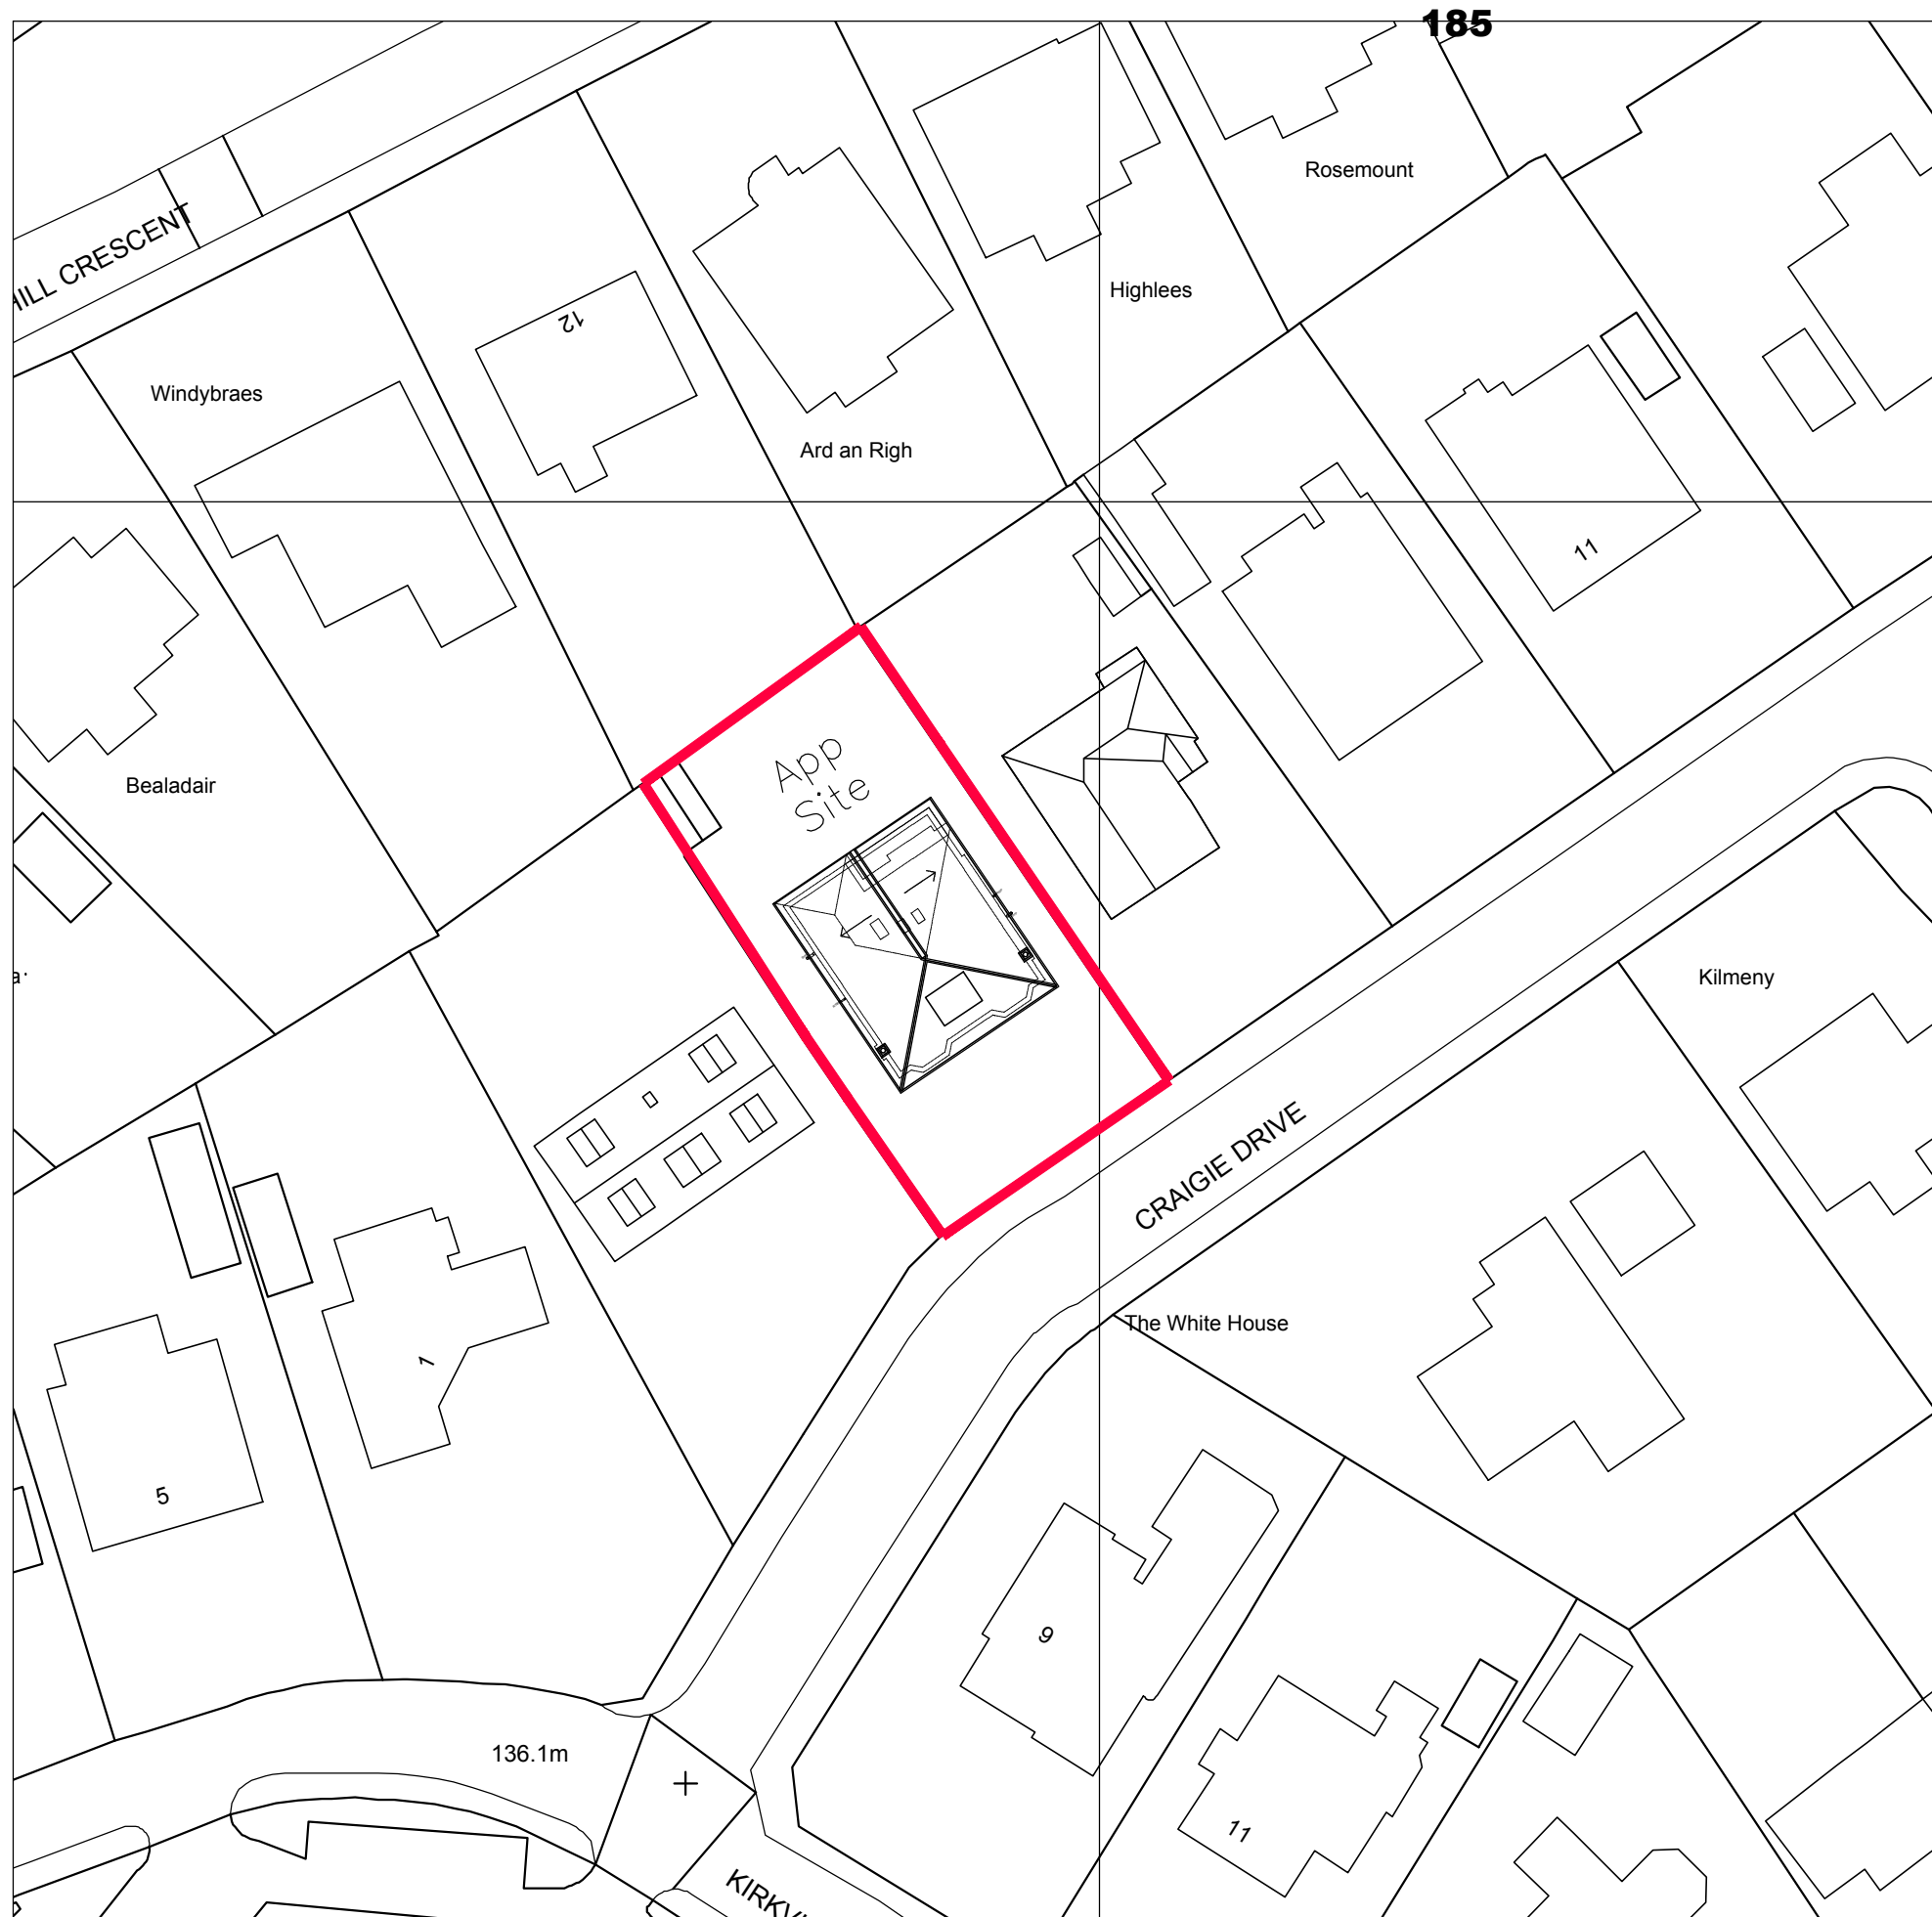 185
Rosemount
HILL CRESCENT
Highlees
12
Windybraes
Ard an Righ
11
App
Site
Bealadair
Kilmeny
CRAIGIE DRIVE
The White House
1
5
9
136.1m
11